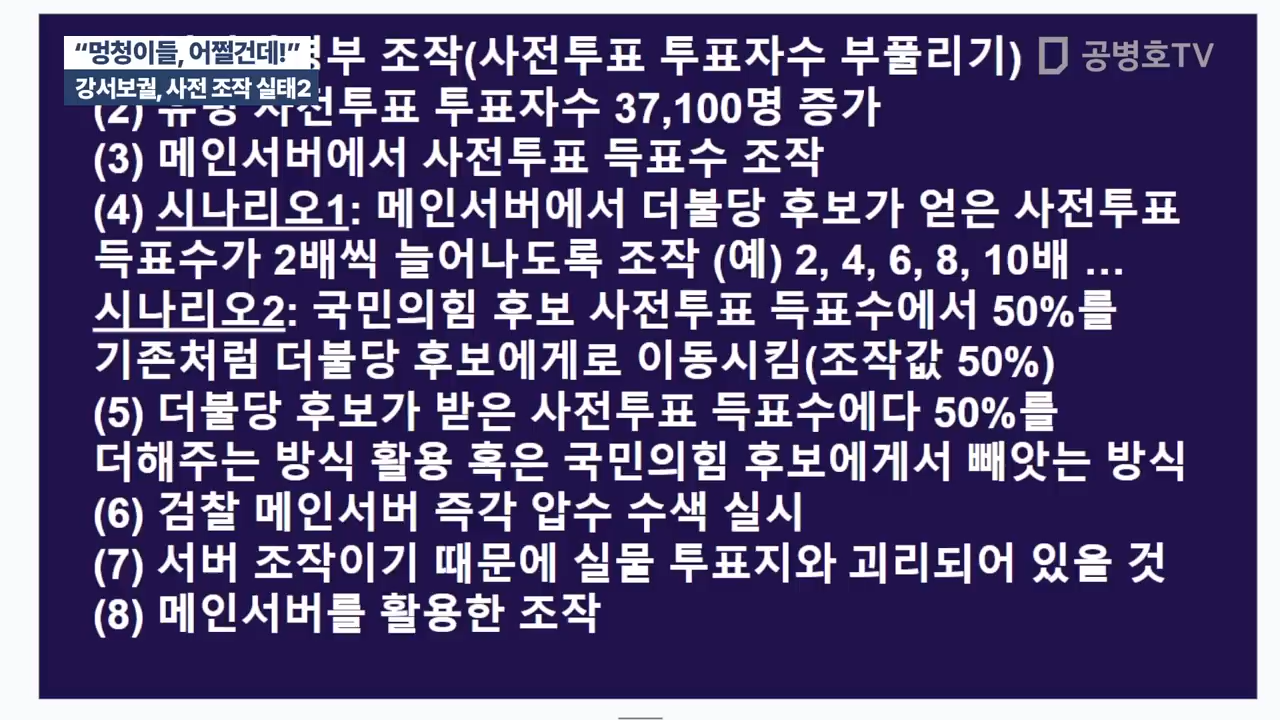 “멍청이들, 어쩔건데!”
강서보궐, 사전 조작 실태2
부 조작(사전투표 투표자수 부풀리기)
공병호TV
(2) 유령 사전투표 투표자수 37,100명 증가
(3) 메인서버에서 사전투표 득표수 조작
(4) 시나리오1: 메인서버에서 더불당 후보가 얻은 사전투표
득표수가 2배씩 늘어나도록 조작 (예) 2, 4, 6, 8, 10배 ...
시나리오2: 국민의힘 후보 사전투표 득표수에서 50%를
기존처럼 더불당 후보에게로 이동시킴(조작값 50%)
(5) 더불당 후보가 받은 사전투표 득표수에다 50%를
더해주는 방식 활용 혹은 국민의힘 후보에게서 빼앗는 방식
(6) 검찰 메인서버 즉각 압수 수색 실시
(7) 서버 조작이기 때문에 실물 투표지와 괴리되어 있을 것
(8) 메인서버를 활용한 조작